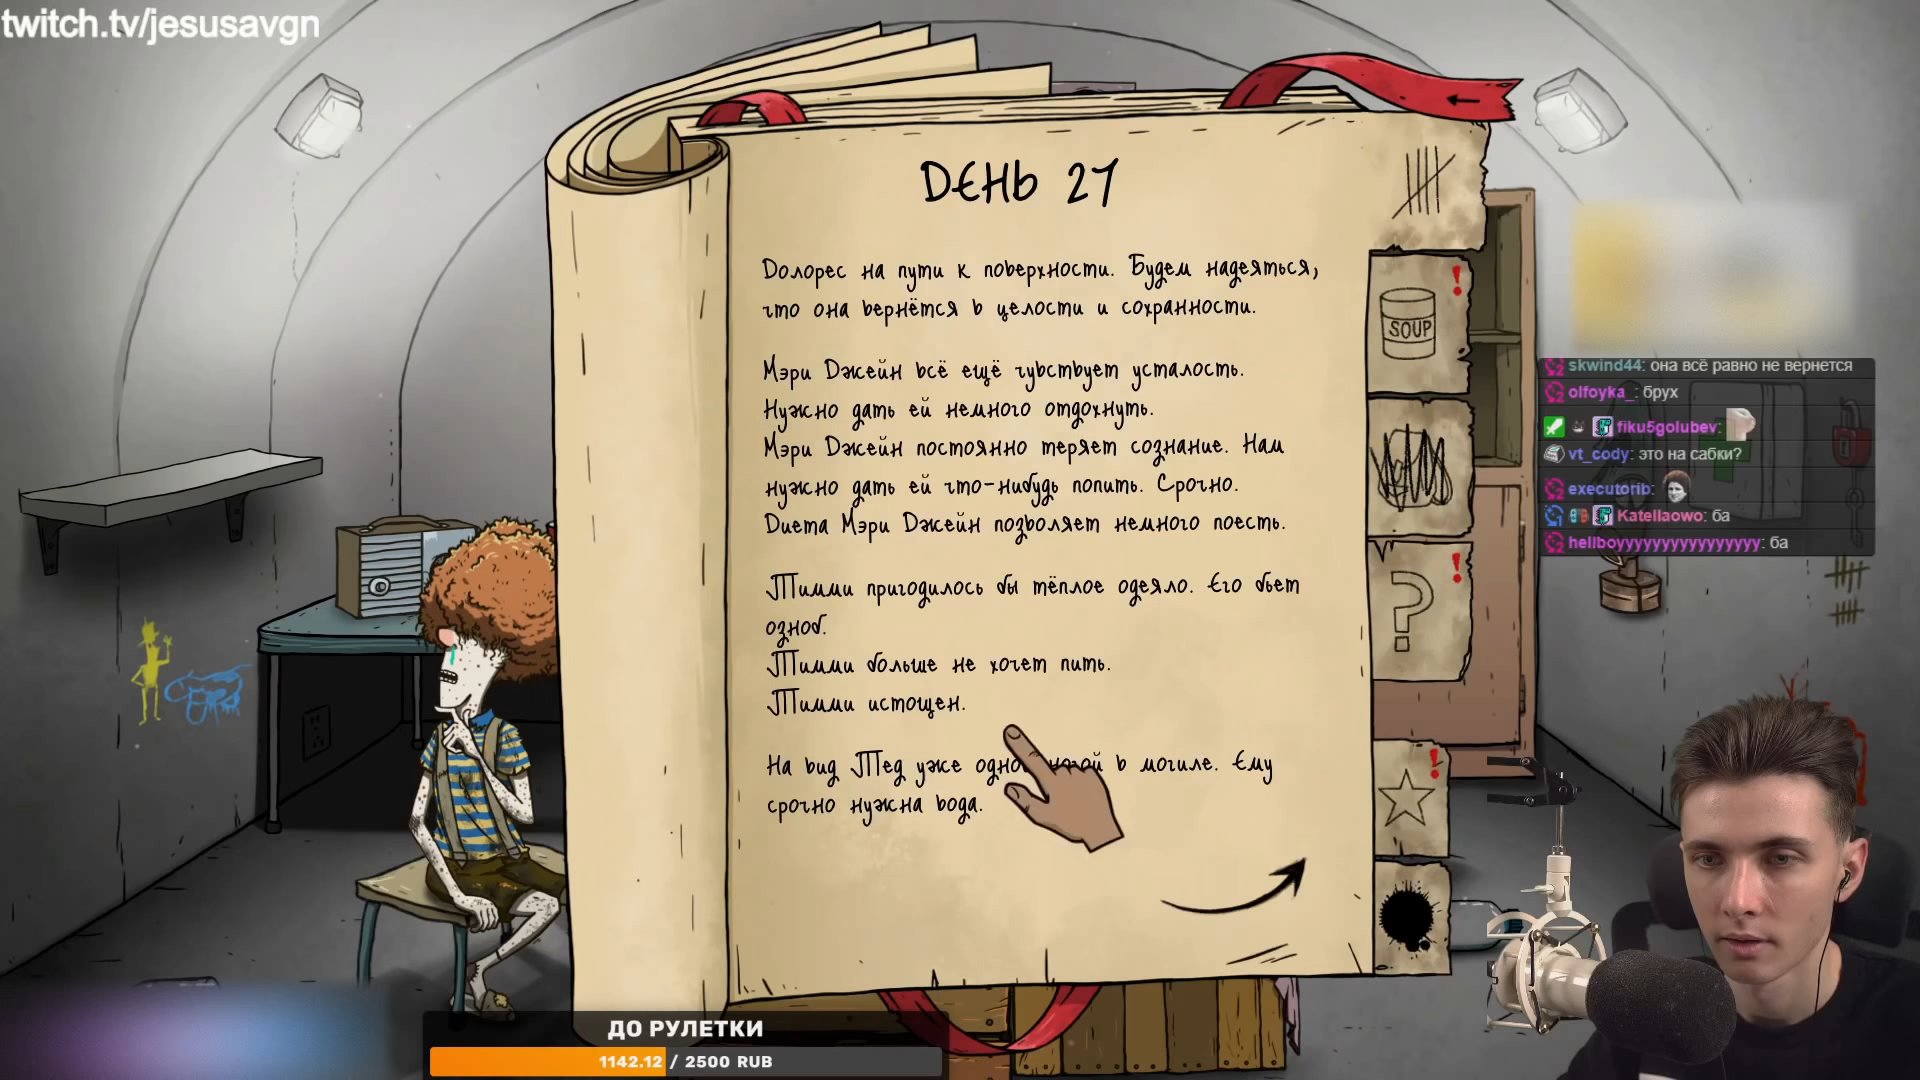 twitch.tv/jesusavgn
ДЕНЬ 27
Долорес на пути к поверхности. Будем надеяться,
что она вернётся в целости и сохранности.
Мэри Джейн всё ещё чувствует усталость.
Нужно дать ей немного отдохнуть.
Мэри Джейн постоянно теряет сознание. Нам
нужно дать ей что-нибудь попить. Срочно.
Диета Мэри Джейн позволяет немного поесть.
Тимми пригодилось бы тёплое одеяло. Его бьет
озноб.
Тимми больше не хочет пить.
Тимми истощен.
На вид Тед уже одной ногой в могиле. Ему
срочно нужна вода.
SOUP
!
?
!
!
skwind44: она всё равно не вернется
olfoyka_: брух
fiku5golubev:
vt_cody: это на сабки?
executorib:
Katellaowo: ба
hellboyyyyyyyyyyyyyyyyy: ба
ДО РУЛЕТКИ
1142.12 / 2500 RUB